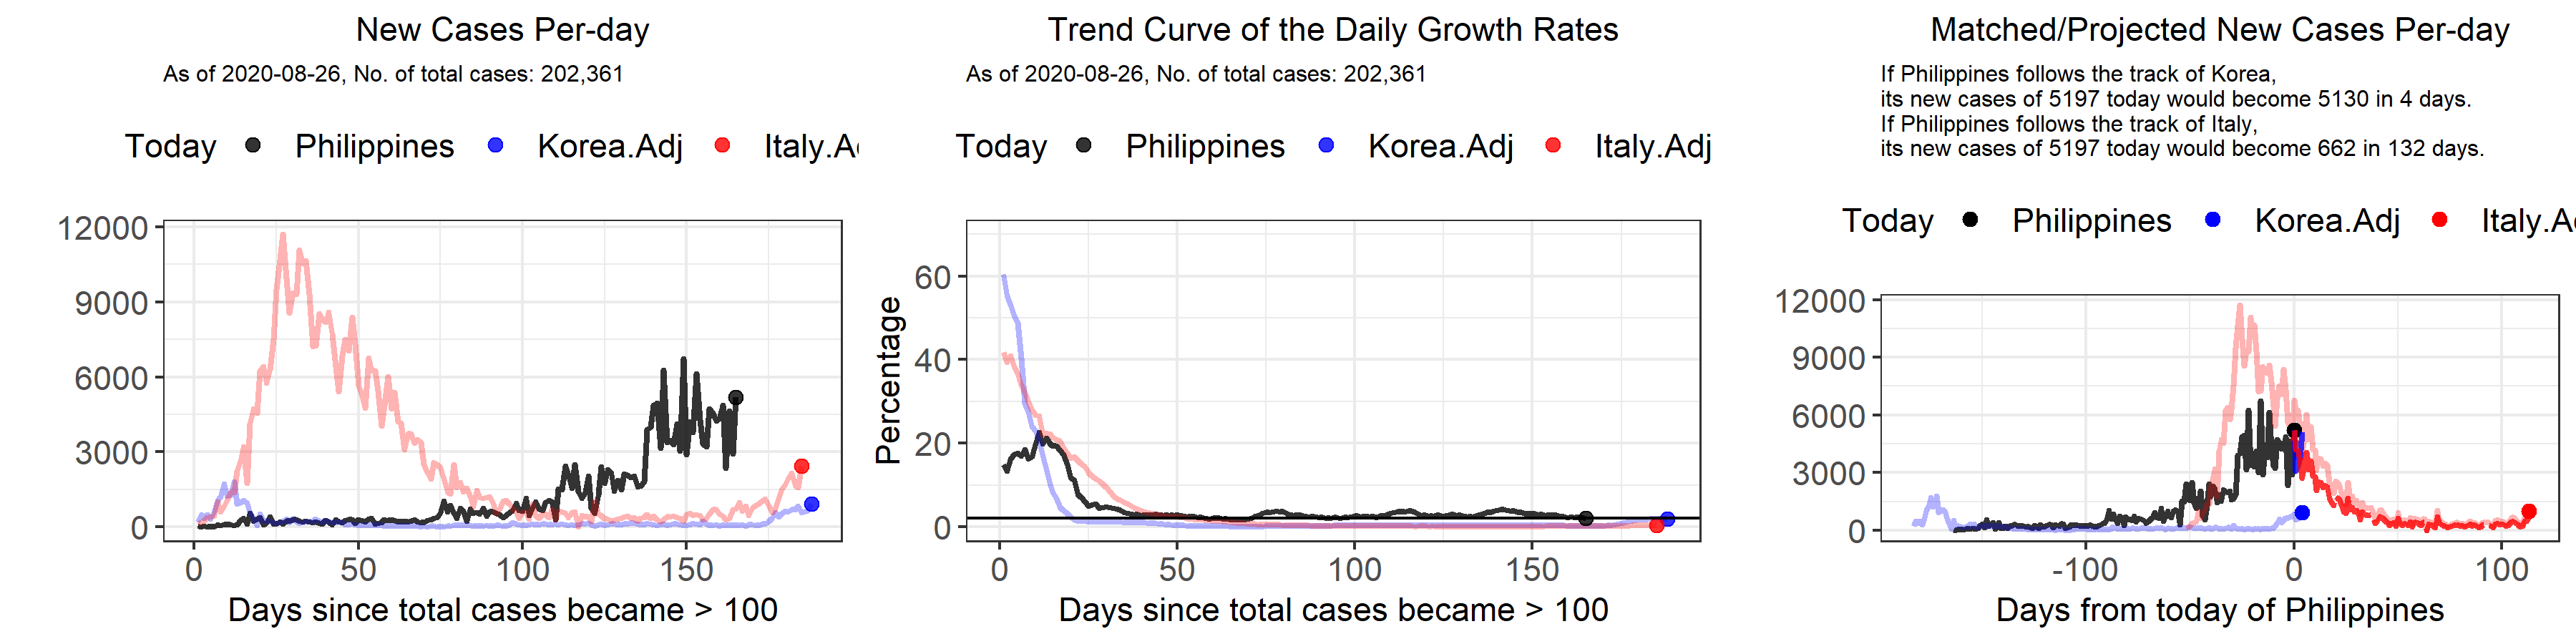 New Cases Per-day
As of 2020-08-26, No. of total cases: 202,361
Today Philippines Korea.Adj Italy.A
12000
9000
6000
3000
0
0 50 100 150
Days since total cases became > 100
Trend Curve of the Daily Growth Rates
As of 2020-08-26, No. of total cases: 202,361
Today Philippines Korea.Adj Italy.Adj
Percentage
60
40
20
0
0 50 100 150
Days since total cases became > 100
Matched/Projected New Cases Per-day
If Philippines follows the track of Korea,
its new cases of 5197 today would become 5130 in 4 days.
If Philippines follows the track of Italy,
its new cases of 5197 today would become 662 in 132 days.
Today Philippines Korea.Adj Italy.A
12000
9000
6000
3000
0
-100 0 100
Days from today of Philippines